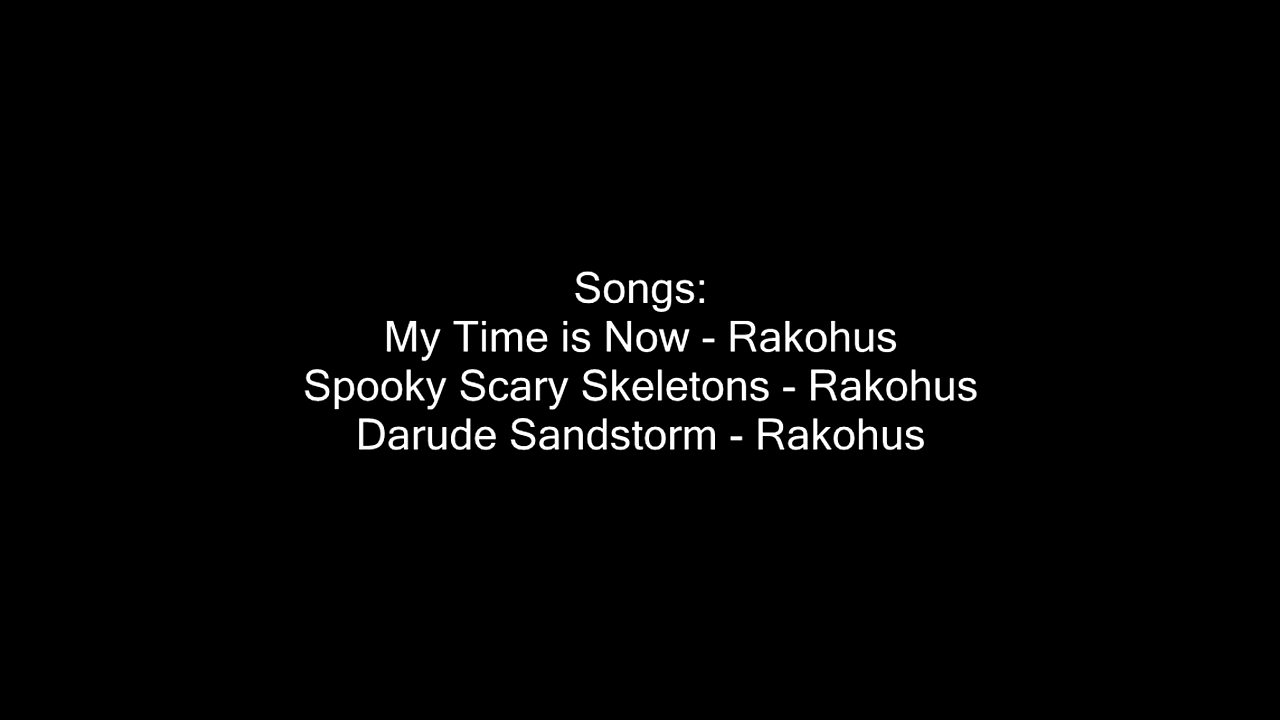 Songs:
My Time is Now - Rakohus
Spooky Scary Skeletons - Rakohus
Darude Sandstorm - Rakohus